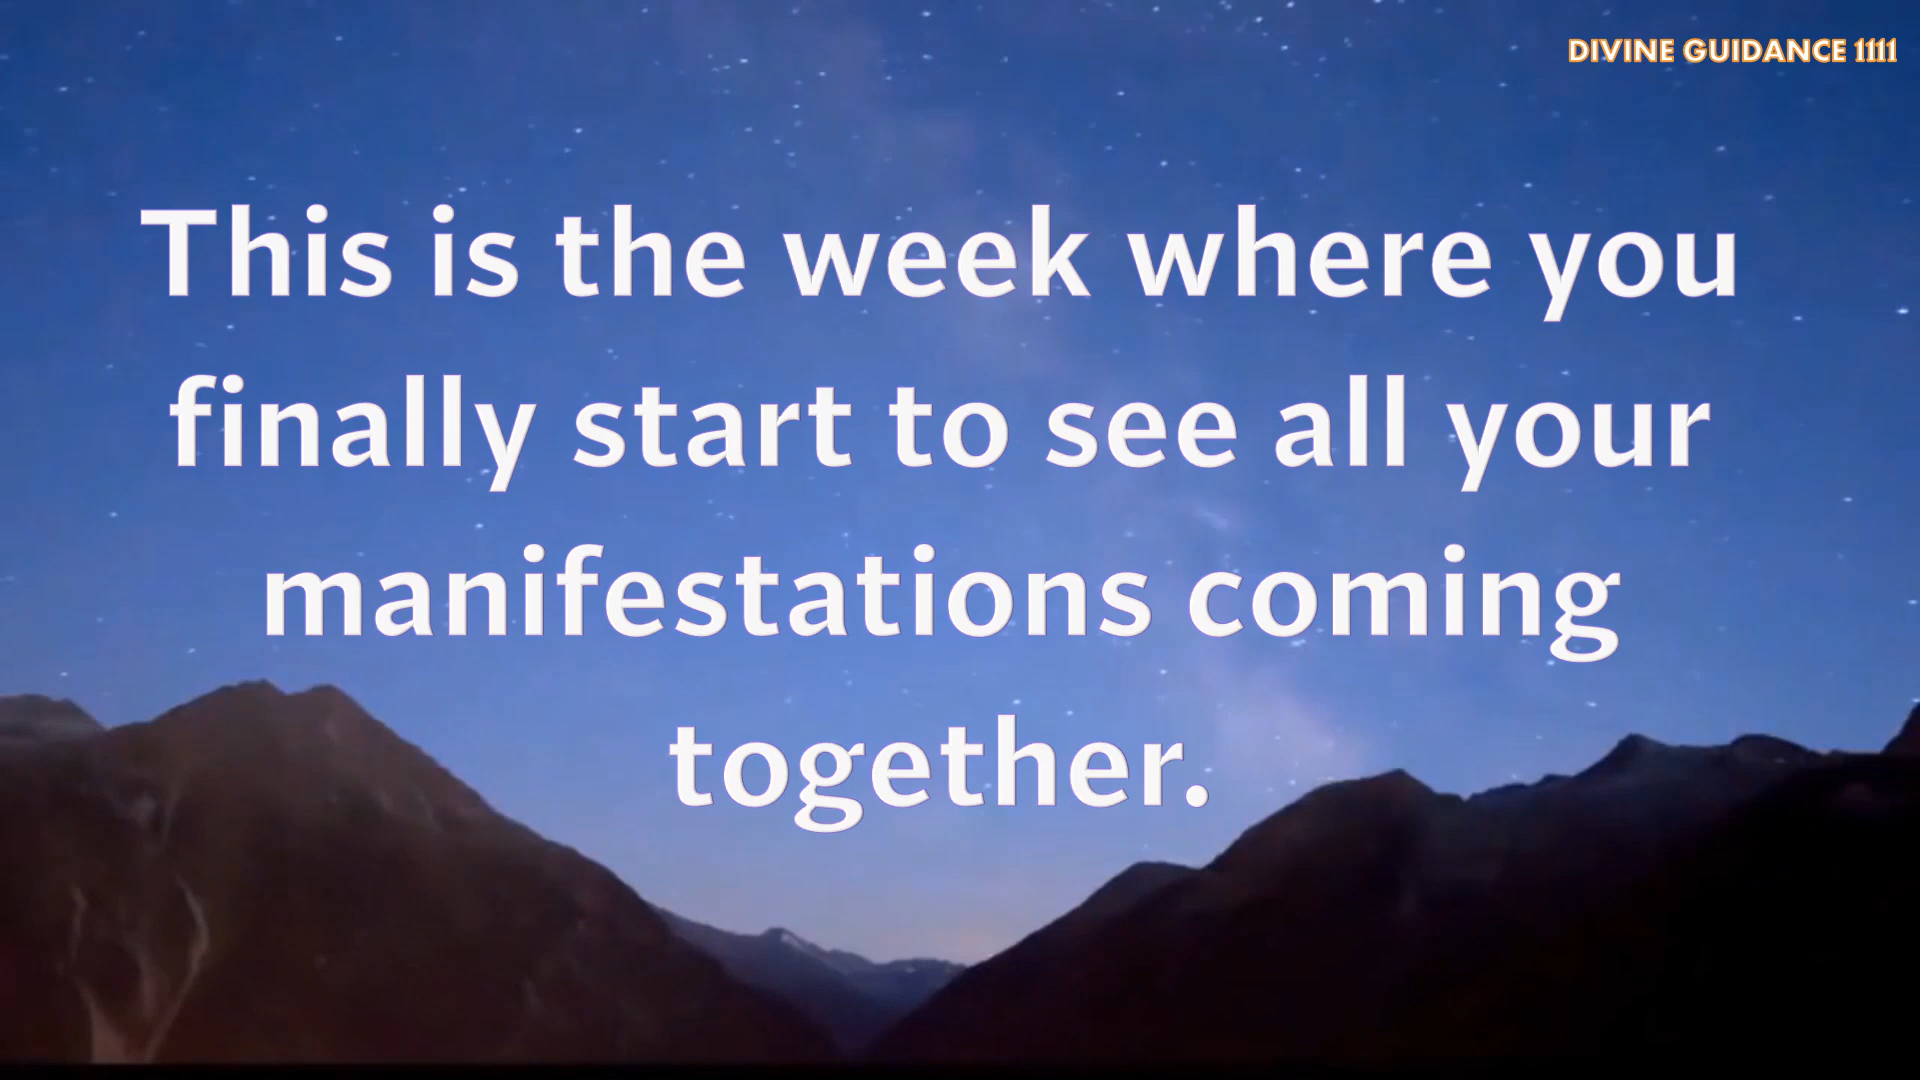 DIVINE GUIDANCE 1111
This is the week where you
finally start to see all your
manifestations coming
together.